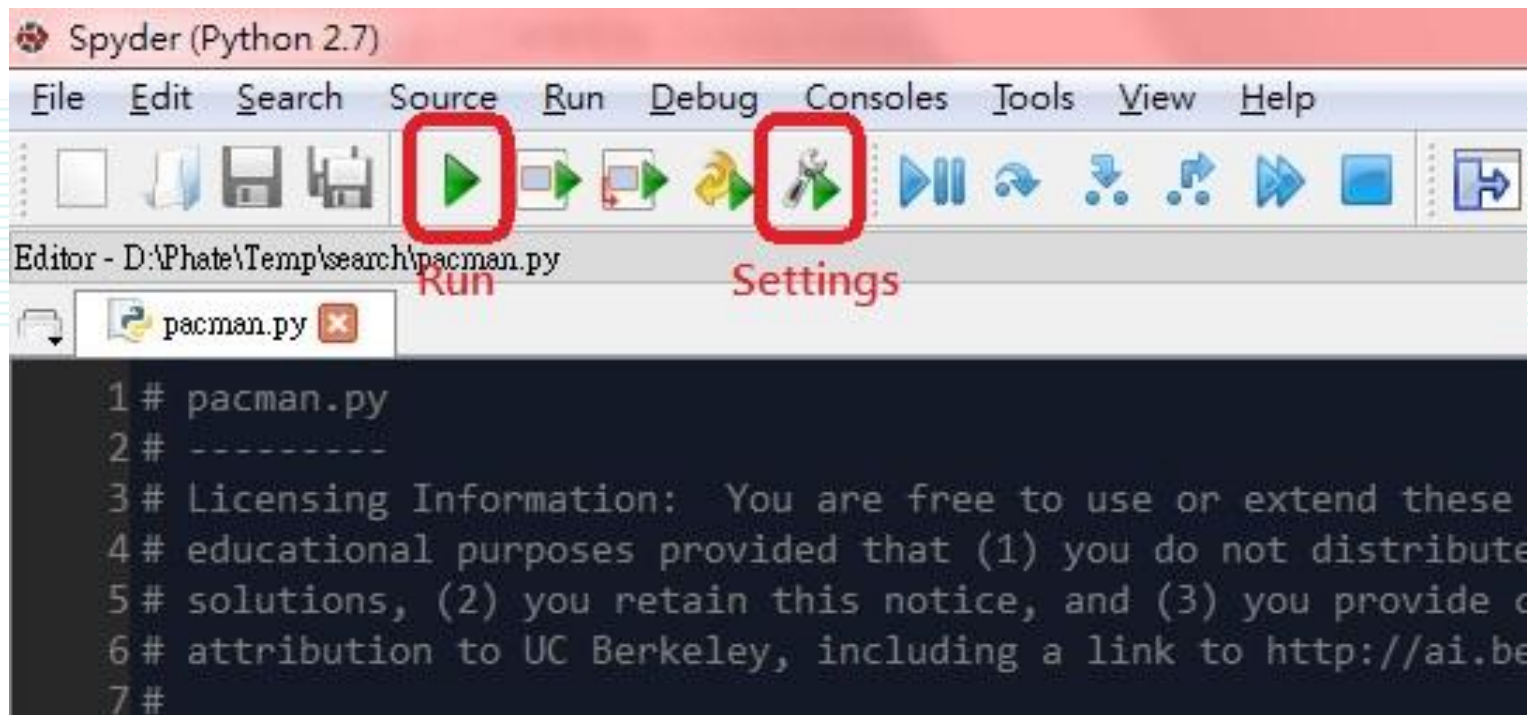 Spyder (Python 2.7)
File Edit Search Source Run Debug Consoles Tools View Help
Editor - D:\Phate\Temp\search\pacman.py
Run Settings
pacman.py
1 # pacman.py
2 # ---------
3 # Licensing Information:  You are free to use or extend these
4 # educational purposes provided that (1) you do not distribute
5 # solutions, (2) you retain this notice, and (3) you provide
6 # attribution to UC Berkeley, including a link to http://ai.be
7 #